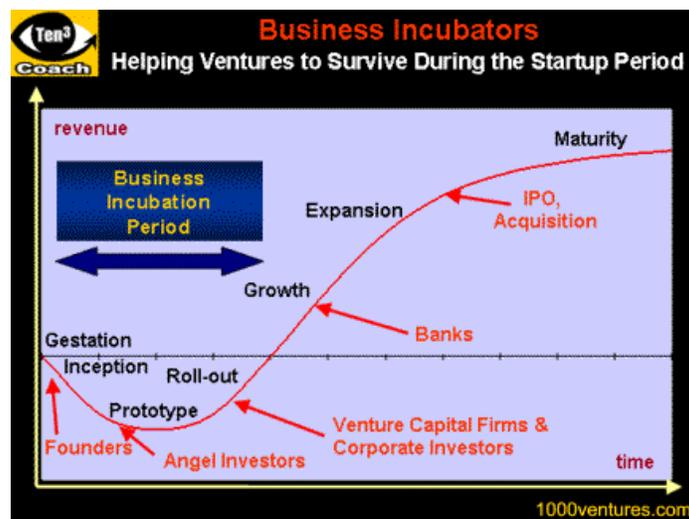 Ten³
Coach
Business Incubators
Helping Ventures to Survive During the Startup Period
revenue
Maturity
Business
Incubation
Period
IPO,
Acquisition
Expansion
Growth
Banks
Gestation
Inception
Roll-out
Prototype
Founders
Angel Investors
Venture Capital Firms &
Corporate Investors
time
1000ventures.com